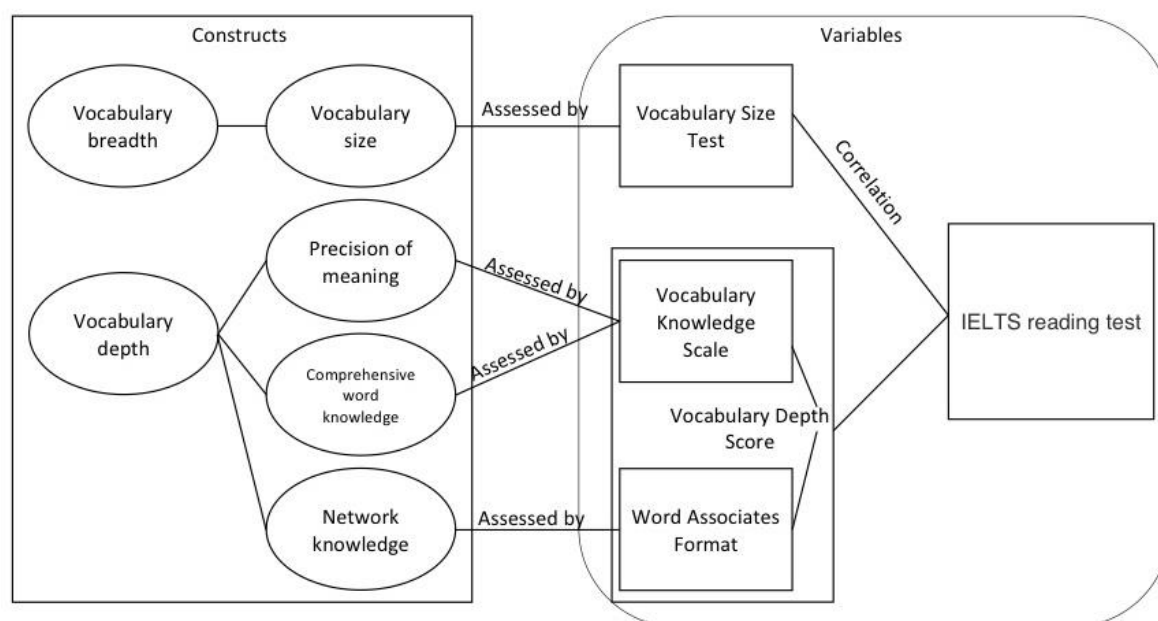 Constructs
Variables
Vocabulary
breadth
Vocabulary
size
Assessed by
Vocabulary Size
Test
Correlation
Precision of
meaning
Assessed by
Vocabulary
Knowledge
Scale
Vocabulary
depth
IELTS reading test
Comprehensive
word
knowledge
Assessed by
Vocabulary Depth
Score
Network
knowledge
Assessed by
Word Associates
Format